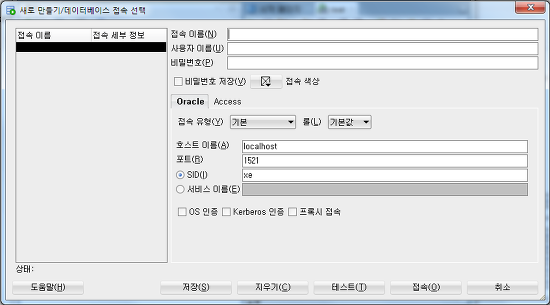 새로 만들기/데이터베이스 접속 선택
접속 이름 접속 세부 정보
접속 이름(N)
사용자 이름(U)
비밀번호(P)
비밀번호 저장(V) 접속 색상
Oracle Access
접속 유형(Y) 기본 롤(L) 기본값
호스트 이름(A) localhost
포트(R) 1521
SID(I) xe
서비스 이름(E)
OS 인증 Kerberos 인증 프록시 접속
상태:
도움말(H) 저장(S) 지우기(C) 테스트(T) 접속(O) 취소